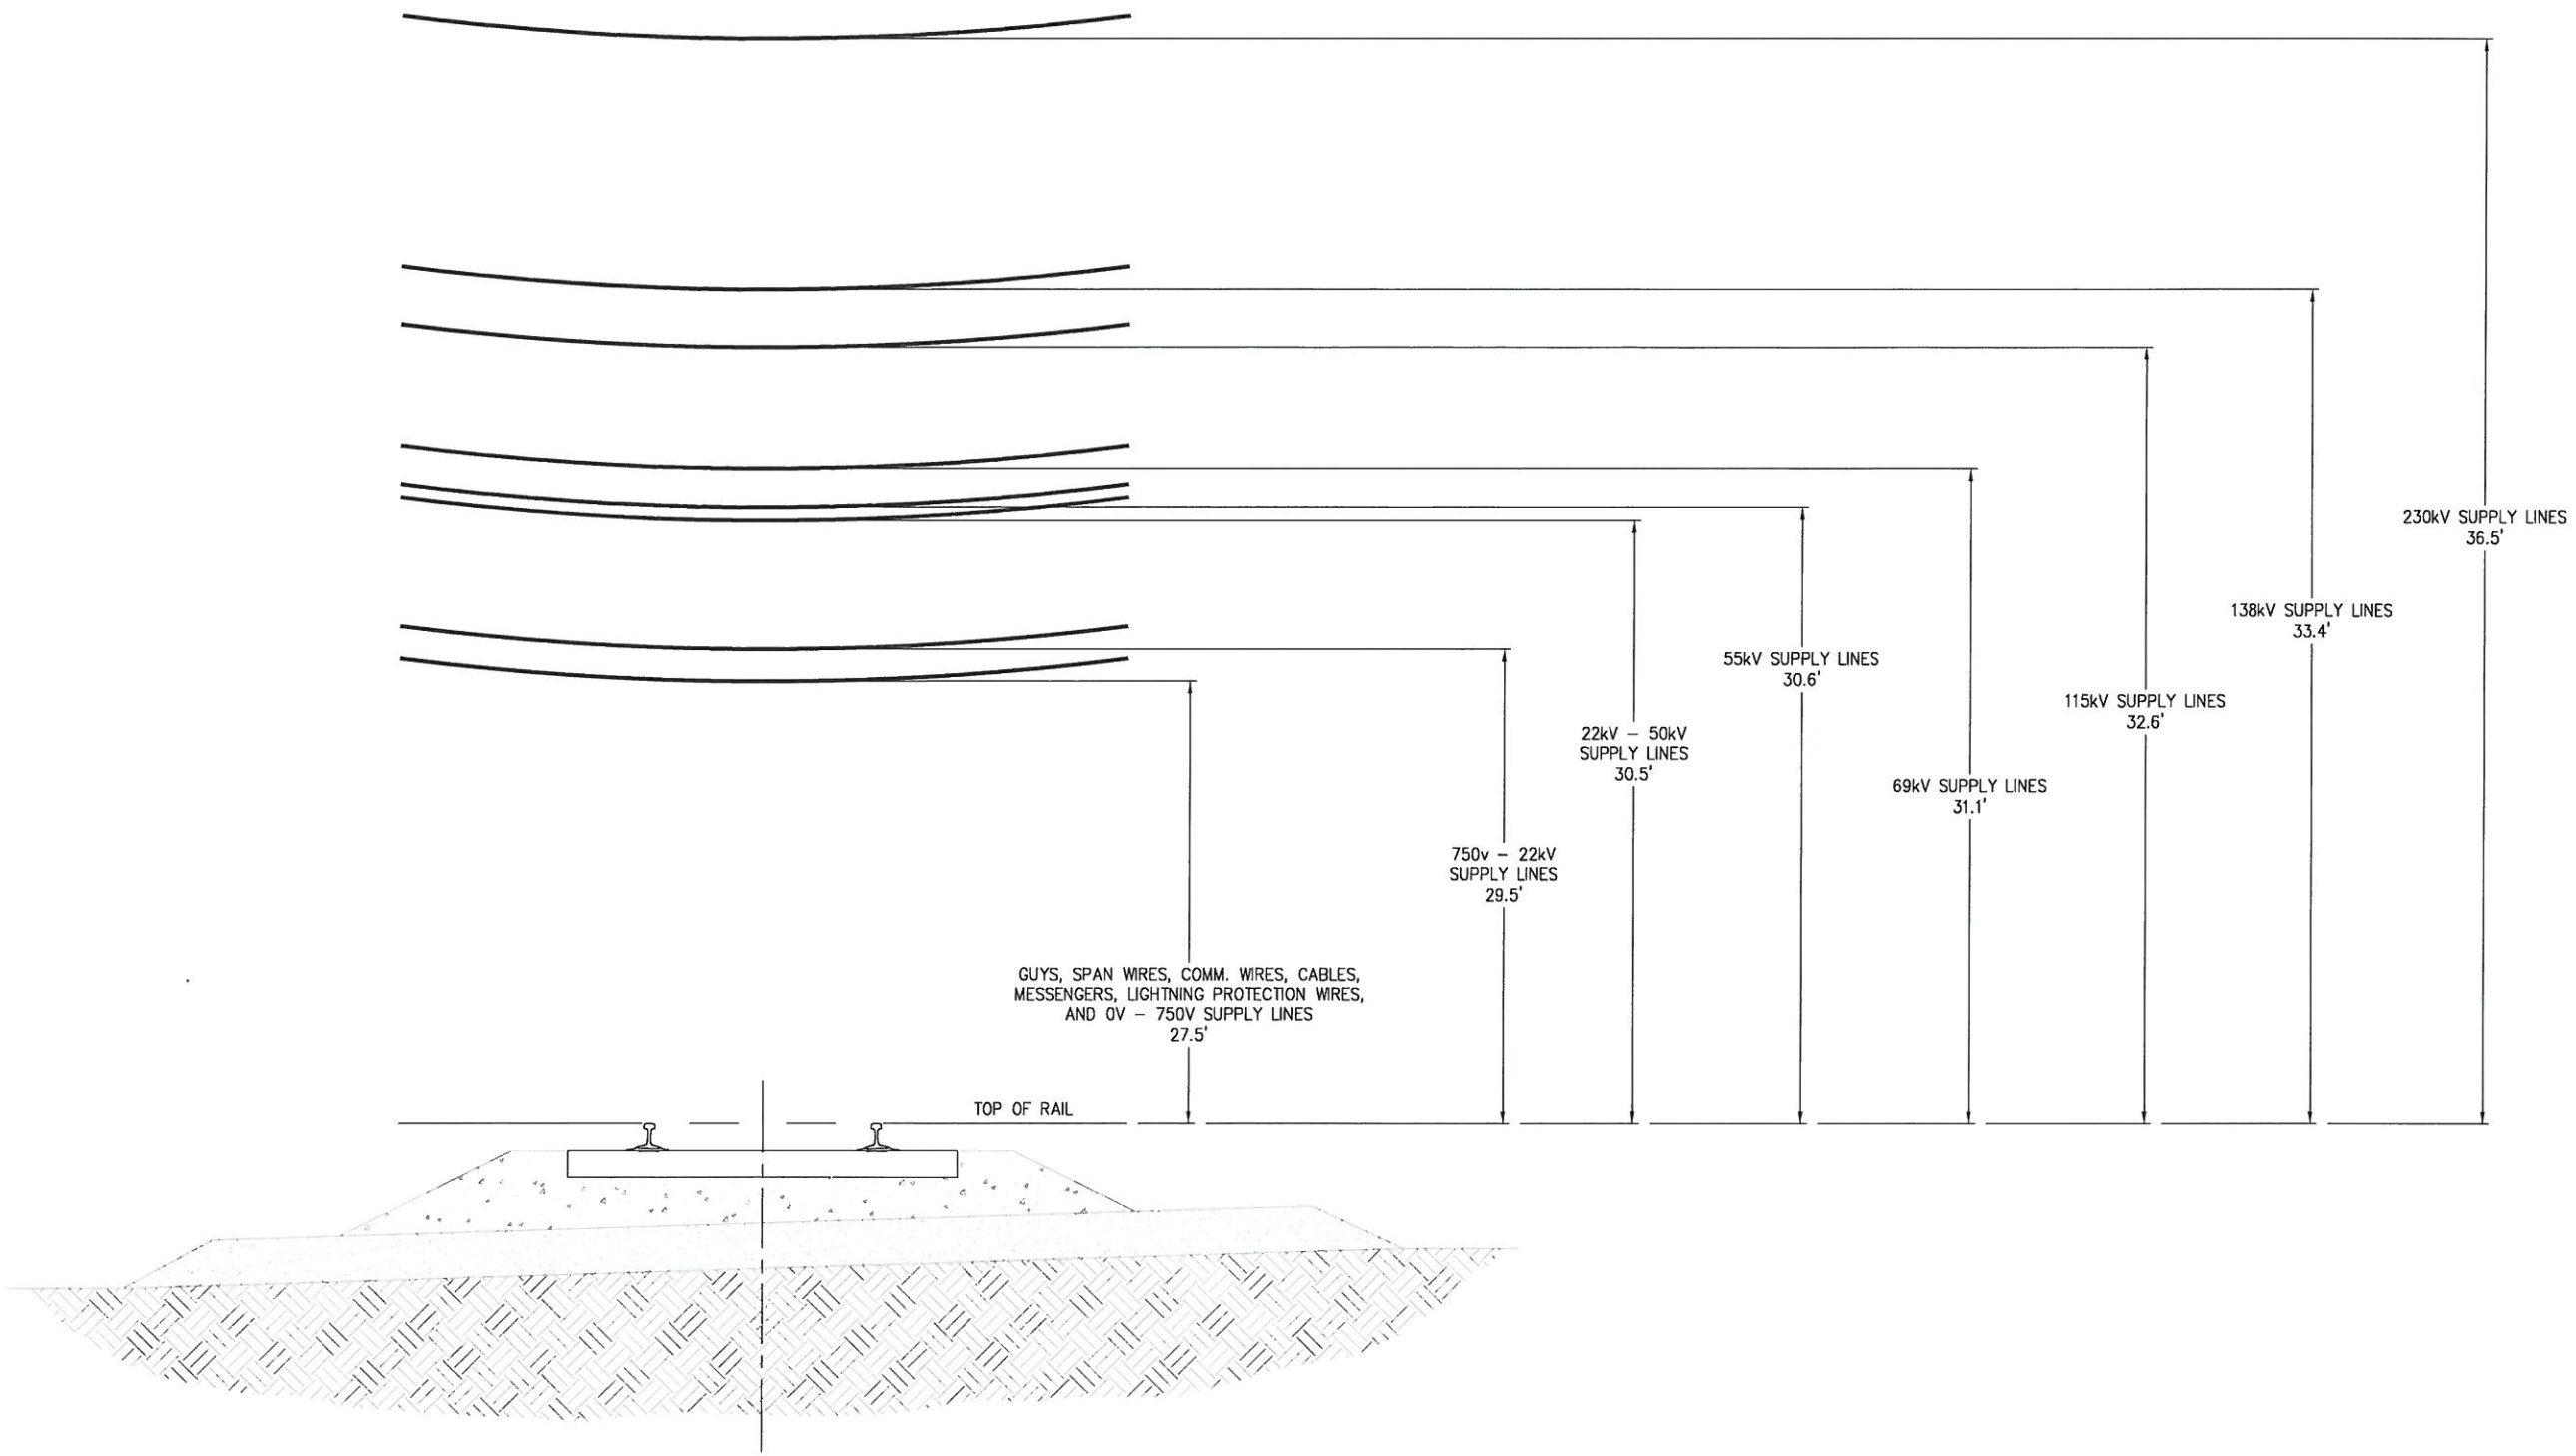 230kV SUPPLY LINES
36.5'
138kV SUPPLY LINES
33.4'
55kV SUPPLY LINES
30.6'
115kV SUPPLY LINES
32.6'
22kV – 50kV
SUPPLY LINES
30.5'
69kV SUPPLY LINES
31.1'
750v – 22kV
SUPPLY LINES
29.5'
GUYS, SPAN WIRES, COMM. WIRES, CABLES,
MESSENGERS, LIGHTNING PROTECTION WIRES,
AND 0V – 750V SUPPLY LINES
27.5'
TOP OF RAIL